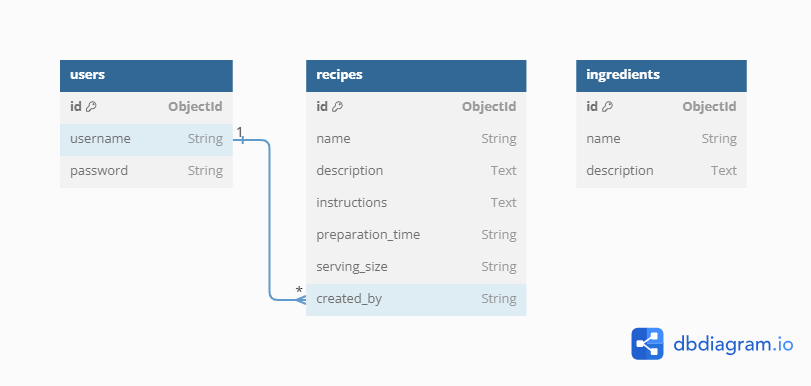 users
id ObjectId
username String
password String
1
*
recipes
id ObjectId
name String
description Text
instructions Text
preparation_time String
serving_size String
created_by String
ingredients
id ObjectId
name String
description Text
dbdiagram.io